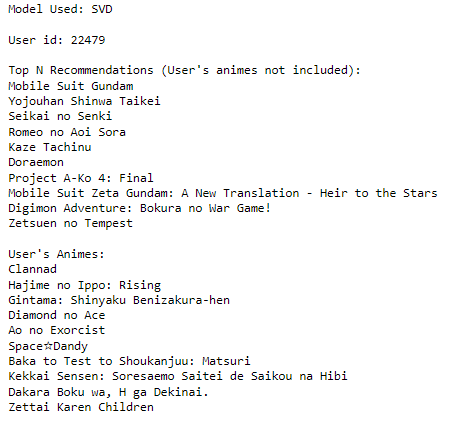 Model Used: SVD
User id: 22479
Top N Recommendations (User's animes not included):
Mobile Suit Gundam
Yojouhan Shinwa Taikei
Seikai no Senki
Romeo no Aoi Sora
Kaze Tachinu
Doraemon
Project A-Ko 4: Final
Mobile Suit Zeta Gundam: A New Translation - Heir to the Stars
Digimon Adventure: Bokura no War Game!
Zetsuen no Tempest
User's Animes:
Clannad
Hajime no Ippo: Rising
Gintama: Shinyaku Benizakura-hen
Diamond no Ace
Ao no Exorcist
Space☆Dandy
Baka to Test to Shoukanjuu: Matsuri
Kekkai Sensen: Soresaemo Saitei de Saikou na Hibi
Dakara Boku wa, H ga Dekinai.
Zettai Karen Children